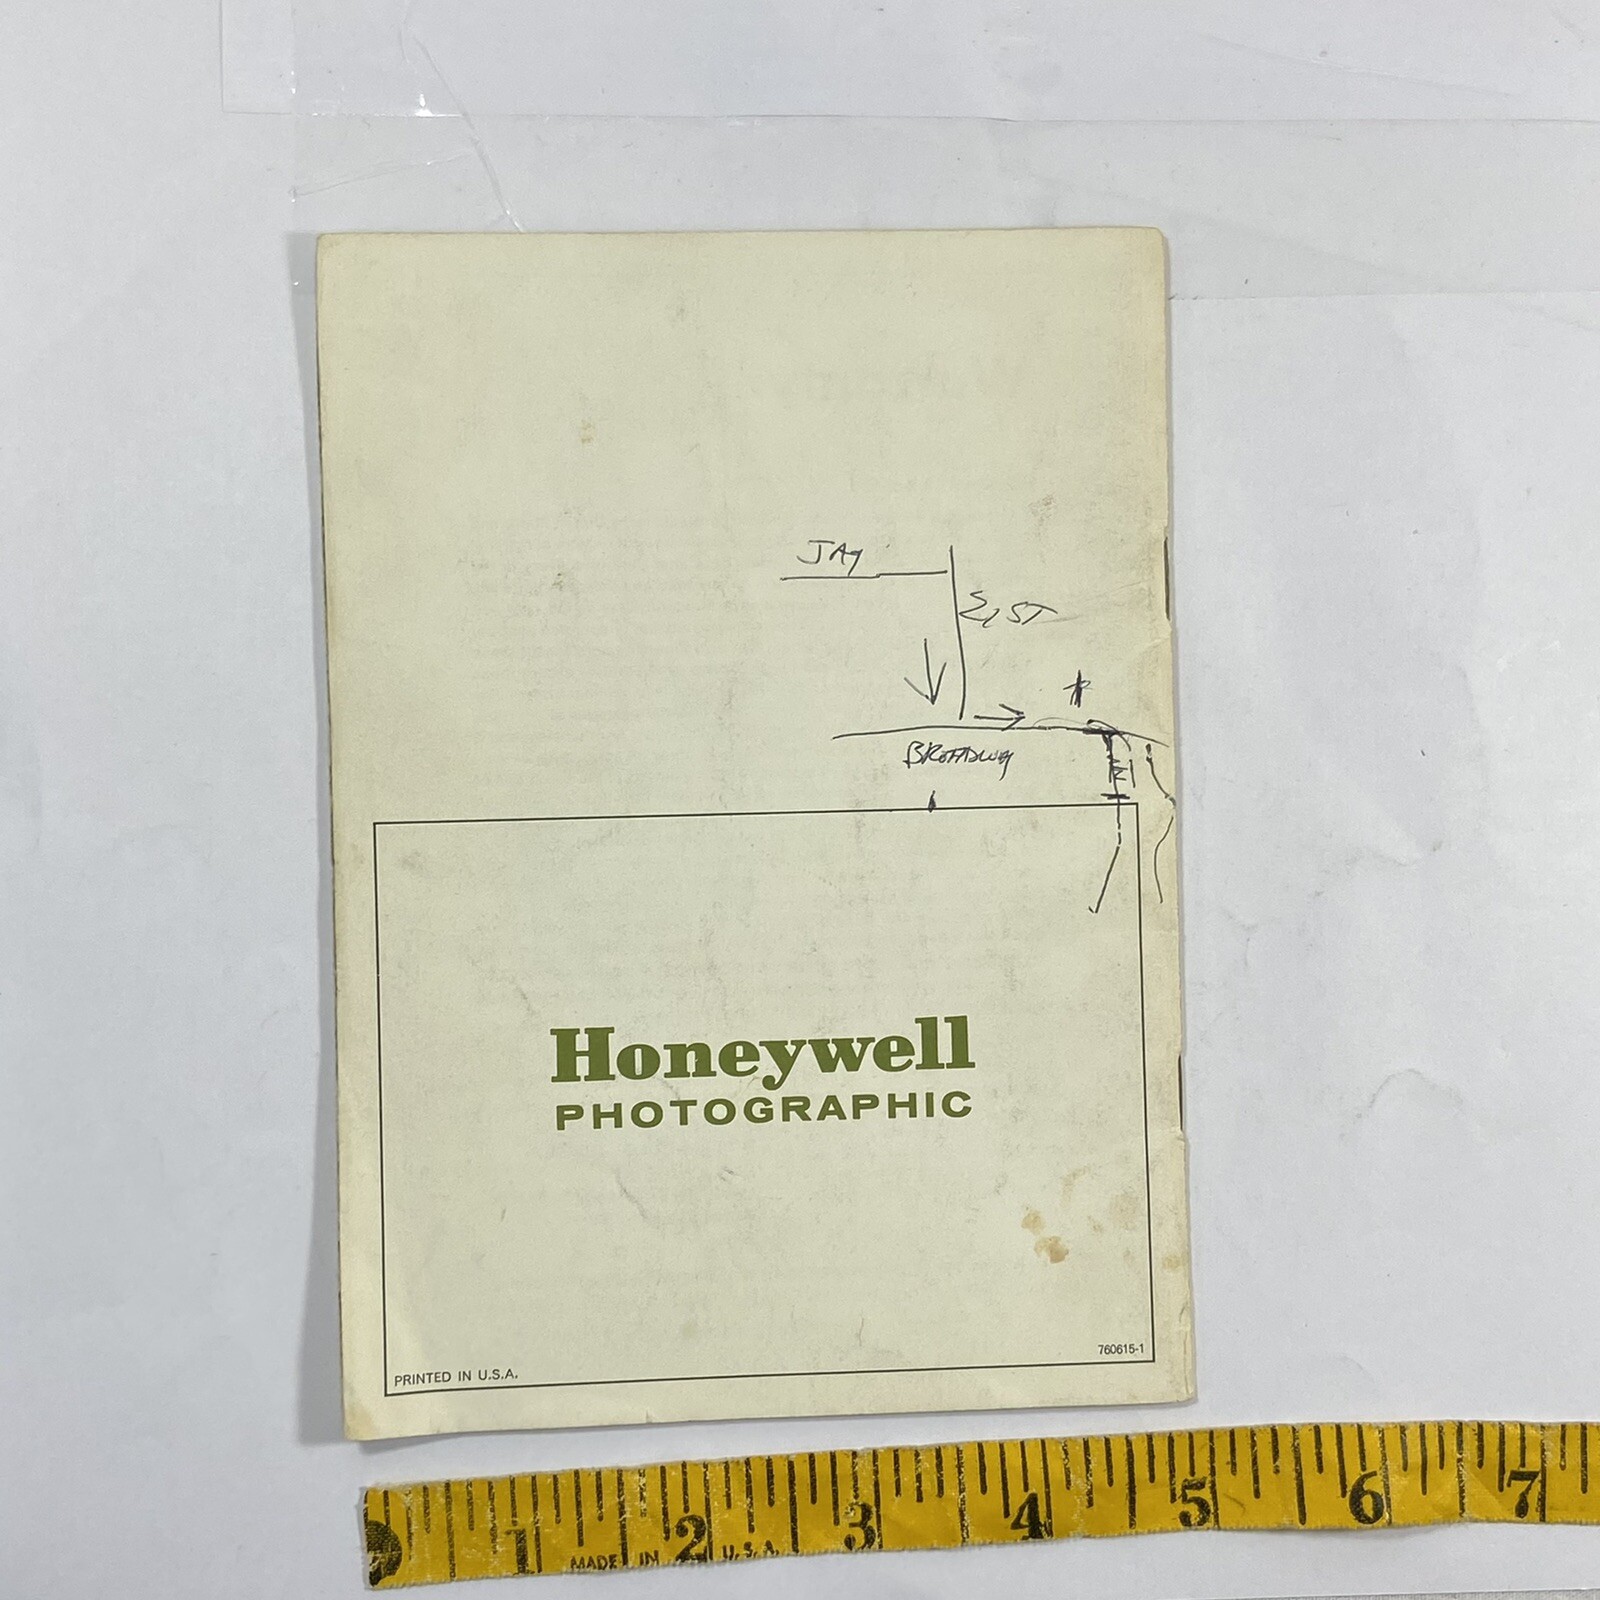 JAY
21 ST
BROADWAY
Honeywell
PHOTOGRAPHIC
760615-1
PRINTED IN U.S.A.
1 2 3 4 5 6 7
MADE IN U.S.A.